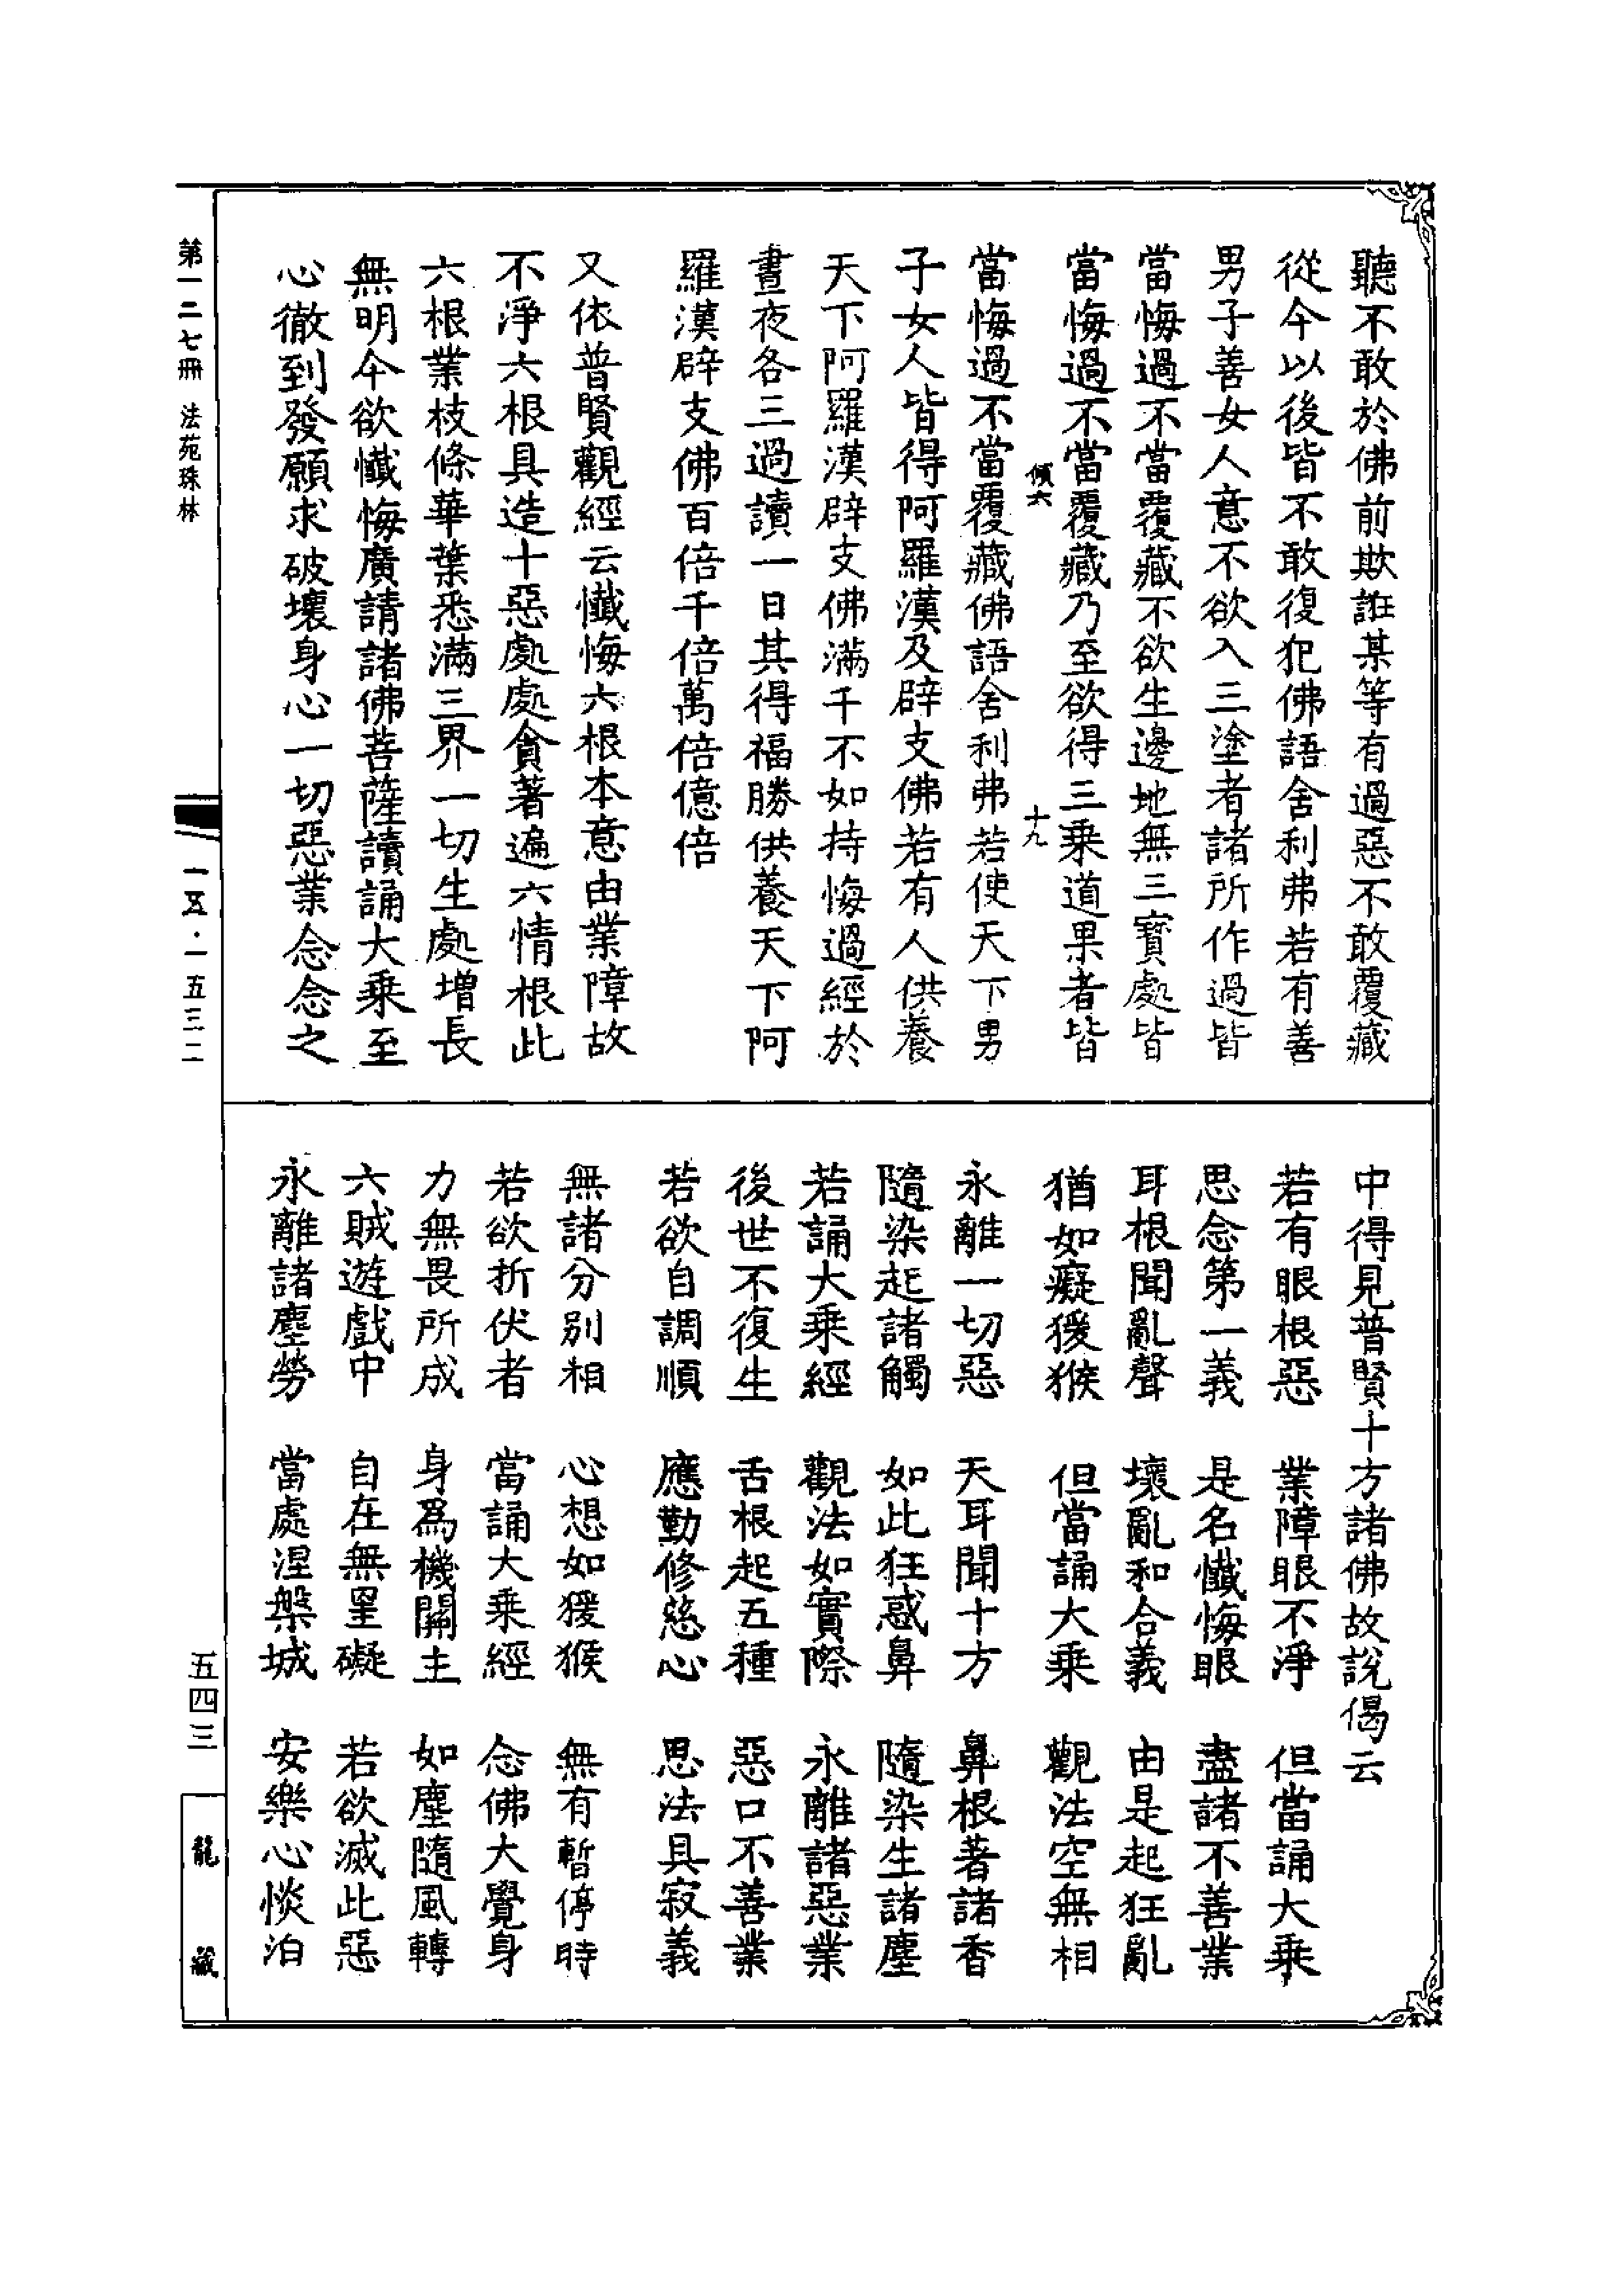 聽不敢於佛前欺誑某等有過惡不敢覆藏
從今以後皆不敢復犯佛語舍利弗若有善
男子善女人意不欲入三塗者諸所作過皆
當悔過不當覆藏不欲生邊地無三寶處皆
當悔過不當覆藏乃至欲得三乘道果者皆
傾六 十九
當悔過不當覆藏佛語舍利弗若使天下男
子女人皆得阿羅漢及辟支佛若有人供養
天下阿羅漢辟支佛滿千不如持悔過經於
晝夜各三過讀一日其得福勝供養天下阿
羅漢辟支佛百倍千倍萬倍億倍
又依普賢觀經云懺悔六根本意由業障故
不淨六根具造十惡處處貪著遍六情根此
六根業枝條華葉悉滿三界一切生處增長
無明今欲懺悔廣請諸佛菩薩讀誦大乘至
心徹到發願求破壞身心一切惡業念念之
中得見普賢十方諸佛故說偈云
若有眼根惡 業障眼不淨 但當誦大乘
思念第一義 是名懺悔眼 盡諸不善業
耳根聞亂聲 壞亂和合義 由是起狂亂
猶如癡猨猴 但當誦大乘 觀法空無相
永離一切惡 天耳聞十方 鼻根著諸香
隨染起諸觸 如此狂惑鼻 隨染生諸塵
若誦大乘經 觀法如實際 永離諸惡業
後世不復生 舌根起五種 惡口不善業
若欲自調順 應勤修慈心 思法具寂義
無諸分別相 心想如猨猴 無有暫停時
若欲折伏者 當誦大乘經 念佛大覺身
力無畏所成 身為機關主 如塵隨風轉
六賊遊戲中 自在無罣礙 若欲滅此惡
永離諸塵勞 當處涅槃城 安樂心惔泊
第一二七冊 法苑珠林
一五·一五三二
五四三
龍藏